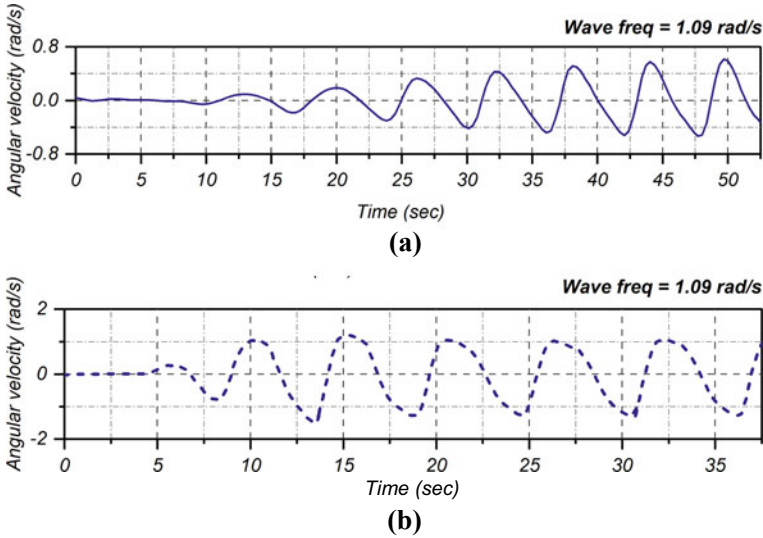 Wave freq = 1.09 rad/s
Angular velocity (rad/s)
0.8
0.0
-0.8
0 5 10 15 20 25 30 35 40 45 50
Time (sec)
(a)
Wave freq = 1.09 rad/s
Angular velocity (rad/s)
2
0
-2
0 5 10 15 20 25 30 35
Time (sec)
(b)